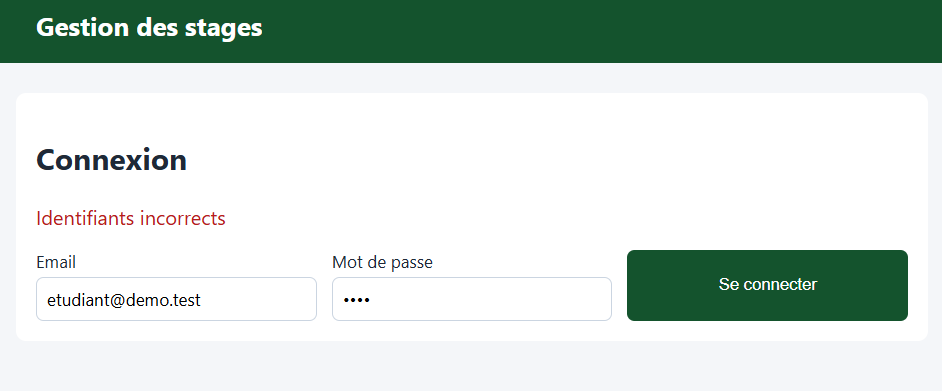 Gestion des stages
Connexion
Identifiants incorrects
Email
Mot de passe
etudiant@demo.test
••••
Se connecter